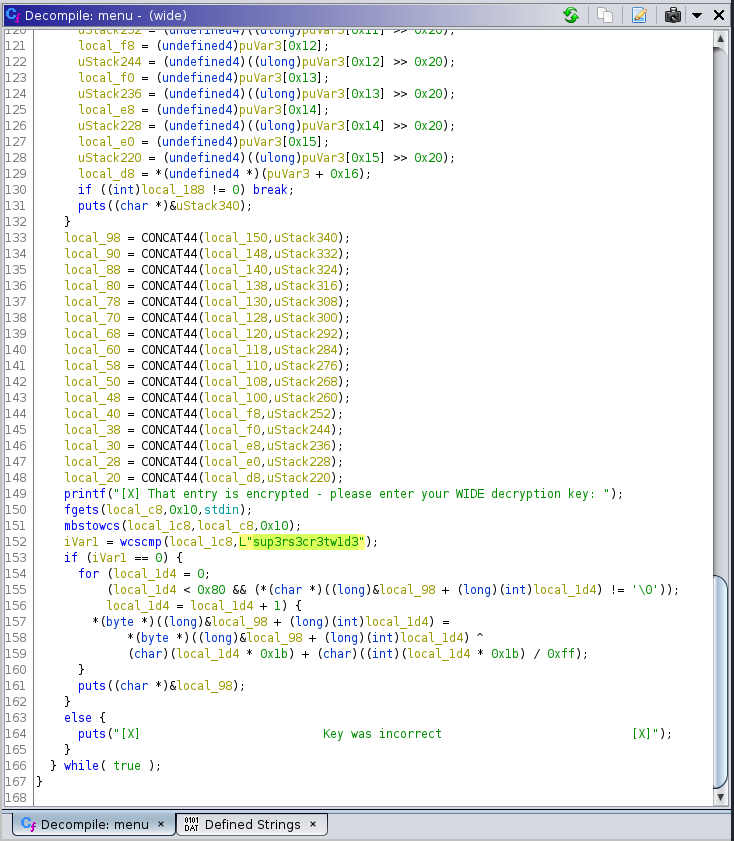 Decompile: menu - (wide)
120 uStack252 = (undefined4)((ulong)puVar3[0x11] >> 0x20);
121 local_f8 = (undefined4)puVar3[0x12];
122 uStack244 = (undefined4)((ulong)puVar3[0x12] >> 0x20);
123 local_f0 = (undefined4)puVar3[0x13];
124 uStack236 = (undefined4)((ulong)puVar3[0x13] >> 0x20);
125 local_e8 = (undefined4)puVar3[0x14];
126 uStack228 = (undefined4)((ulong)puVar3[0x14] >> 0x20);
127 local_e0 = (undefined4)puVar3[0x15];
128 uStack220 = (undefined4)((ulong)puVar3[0x15] >> 0x20);
129 local_d8 = *(undefined4 *)(puVar3 + 0x16);
130 if ((int)local_188 != 0) break;
131 puts((char *)&uStack340);
132 }
133 local_98 = CONCAT44(local_150,uStack340);
134 local_90 = CONCAT44(local_148,uStack332);
135 local_88 = CONCAT44(local_140,uStack324);
136 local_80 = CONCAT44(local_138,uStack316);
137 local_78 = CONCAT44(local_130,uStack308);
138 local_70 = CONCAT44(local_128,uStack300);
139 local_68 = CONCAT44(local_120,uStack292);
140 local_60 = CONCAT44(local_118,uStack284);
141 local_58 = CONCAT44(local_110,uStack276);
142 local_50 = CONCAT44(local_108,uStack268);
143 local_48 = CONCAT44(local_100,uStack260);
144 local_40 = CONCAT44(local_f8,uStack252);
145 local_38 = CONCAT44(local_f0,uStack244);
146 local_30 = CONCAT44(local_e8,uStack236);
147 local_28 = CONCAT44(local_e0,uStack228);
148 local_20 = CONCAT44(local_d8,uStack220);
149 printf("[X] That entry is encrypted - please enter your WIDE decryption key: ");
150 fgets(local_c8,0x10,stdin);
151 mbstowcs(local_1c8,local_c8,0x10);
152 iVar1 = wcscmp(local_1c8,L"sup3rs3cr3tw1d3");
153 if (iVar1 == 0) {
154 for (local_1d4 = 0;
155 (local_1d4 < 0x80 && (*(char *)((long)&local_98 + (long)(int)local_1d4) != '\0'));
156 local_1d4 = local_1d4 + 1) {
157 *(byte *)((long)&local_98 + (long)(int)local_1d4) =
158 *(byte *)((long)&local_98 + (long)(int)local_1d4) ^
159 (char)(local_1d4 * 0x1b) + (char)((int)(local_1d4 * 0x1b) / 0xff);
160 }
161 puts((char *)&local_98);
162 }
163 else {
164 puts("[X] Key was incorrect [X]");
165 }
166 } while( true );
167 }
168
Decompile: menu × 0101 DAT Defined Strings ×